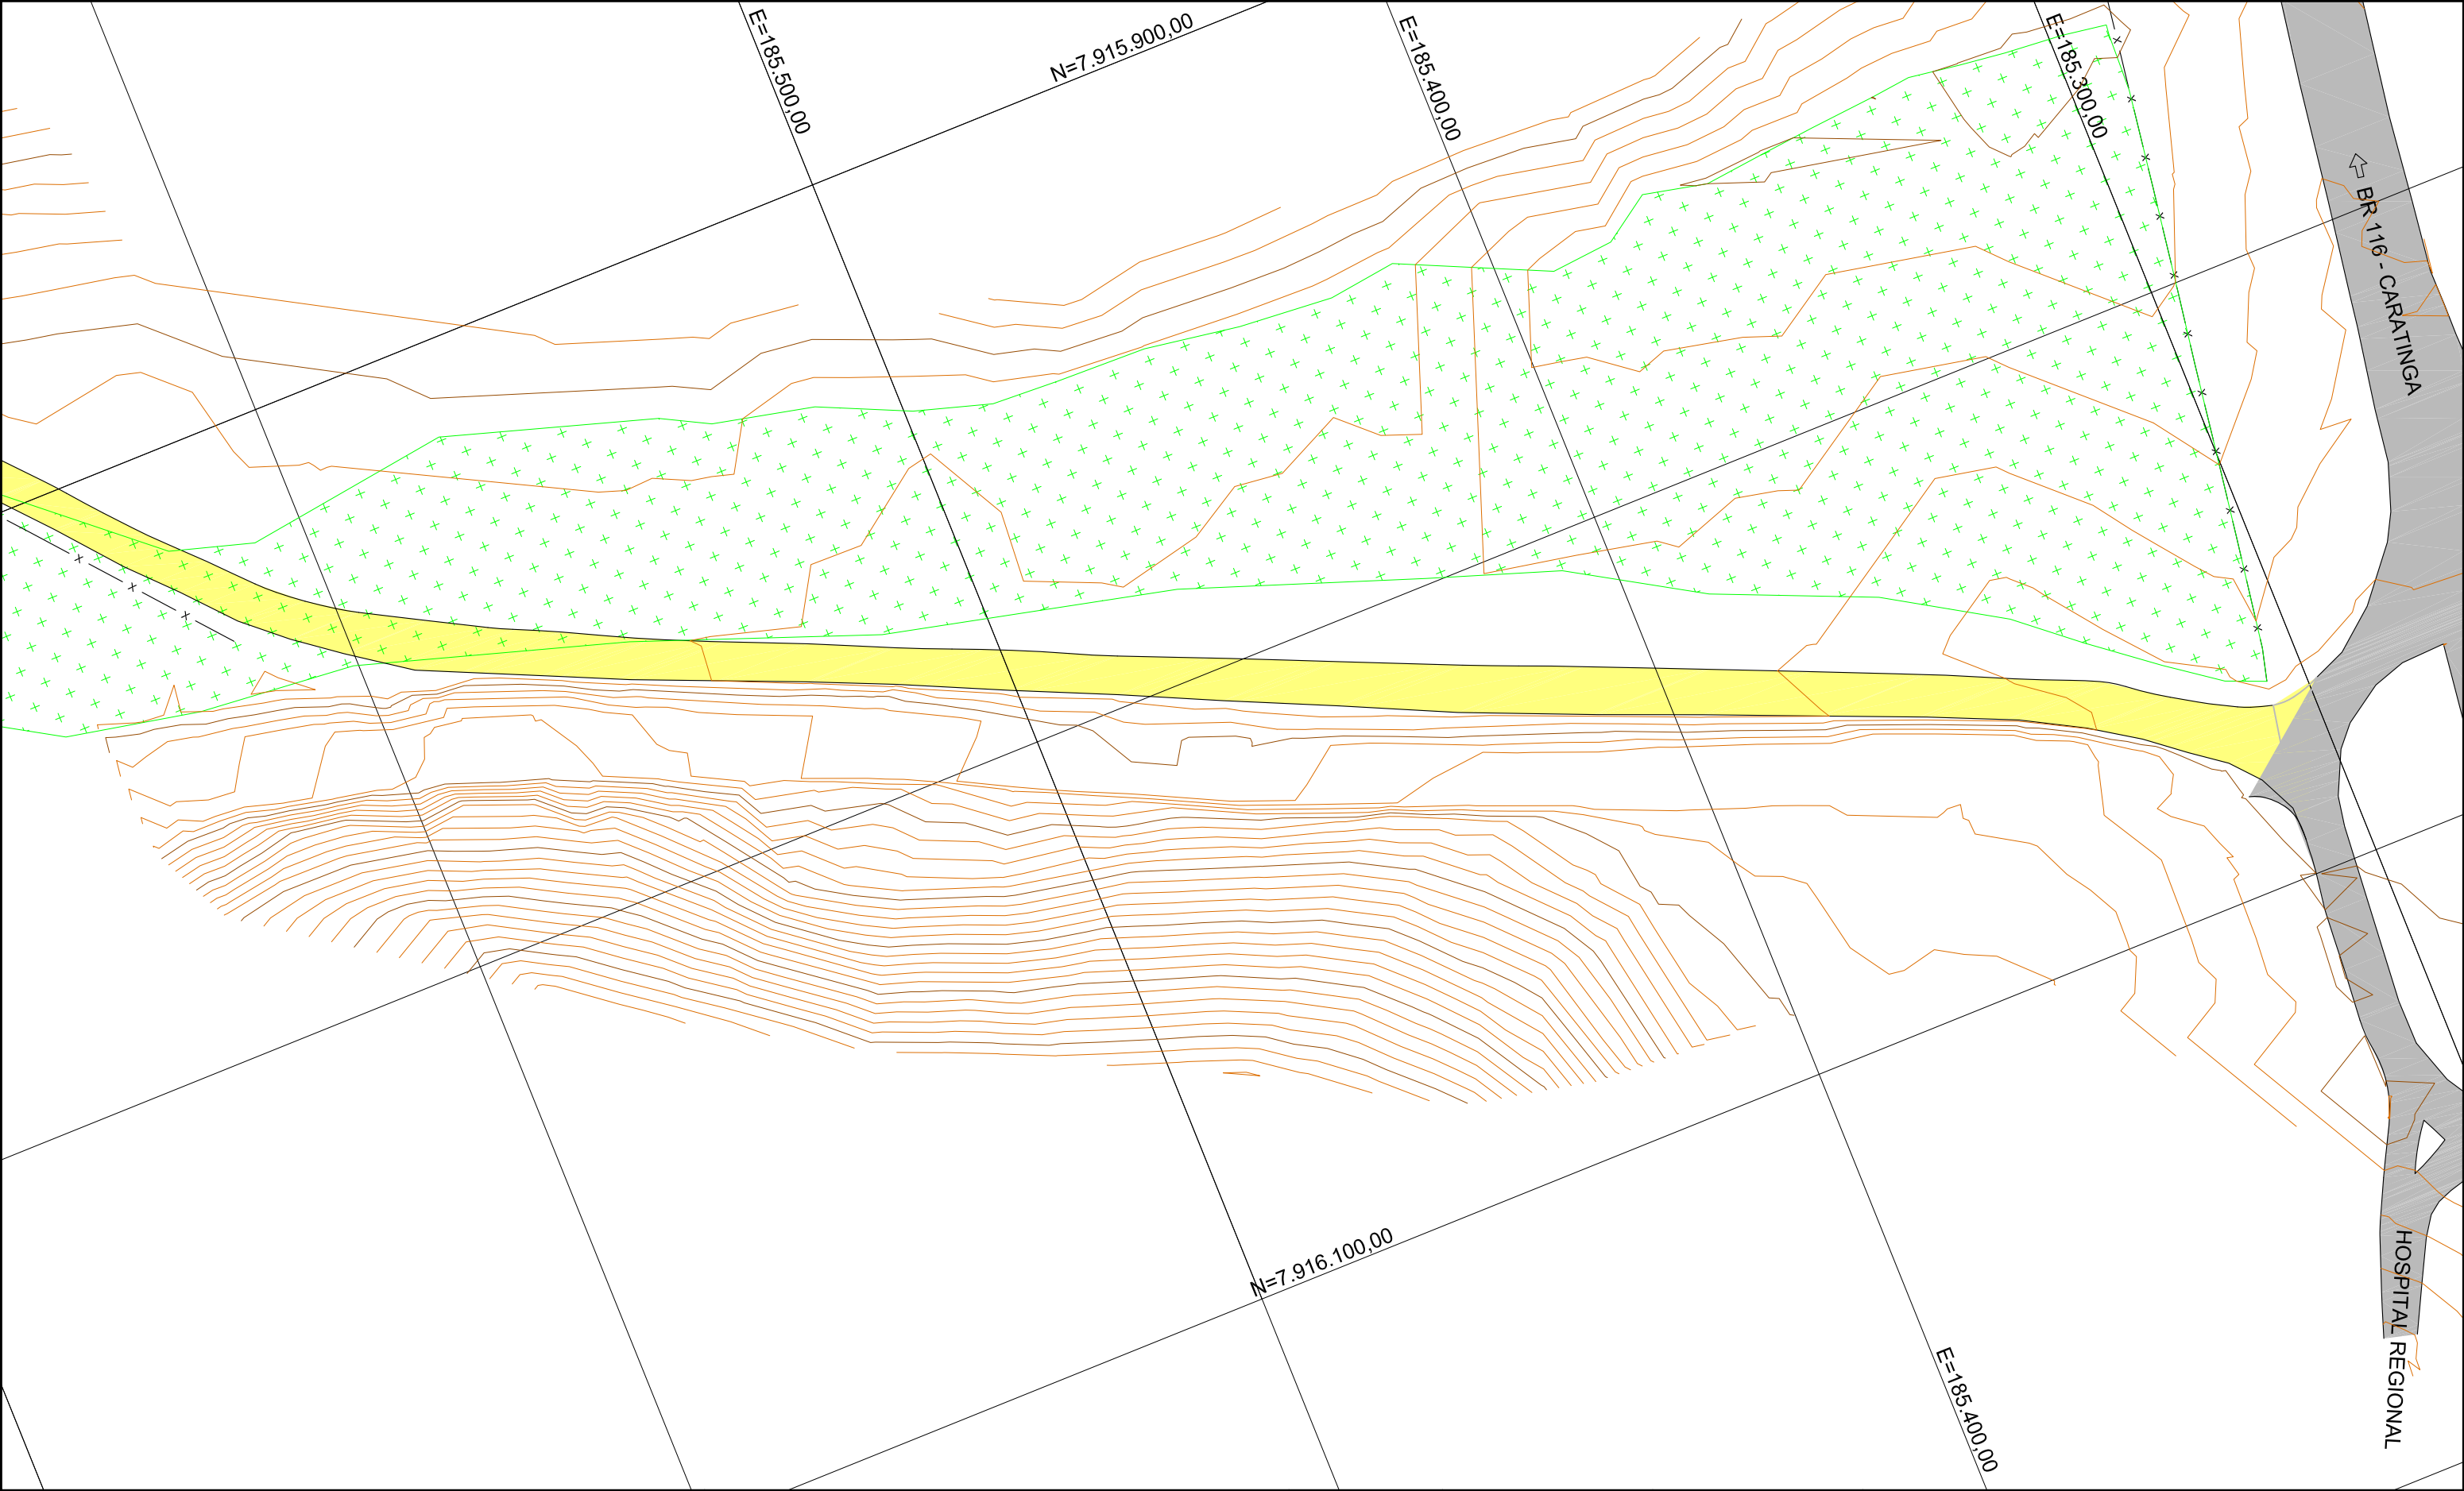 E=185.500,00
N=7.915.900,00
E=185.400,00
E=185.300,00
BR 116 - CARATINGA
N=7.916.100,00
E=185.400,00
HOSPITAL REGIONAL